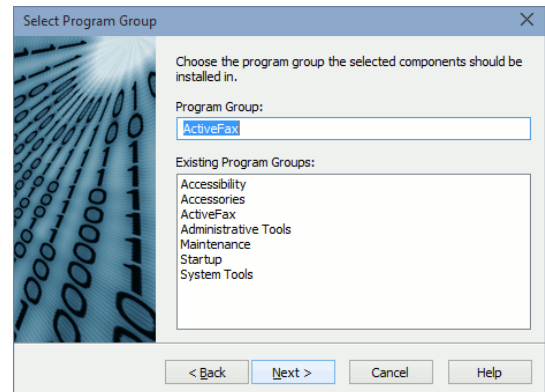 Select Program Group
Choose the program group the selected components should be
installed in.
Program Group:
ActiveFax
Existing Program Groups:
Accessibility
Accessories
ActiveFax
Administrative Tools
Maintenance
Startup
System Tools
< Back Next > Cancel Help